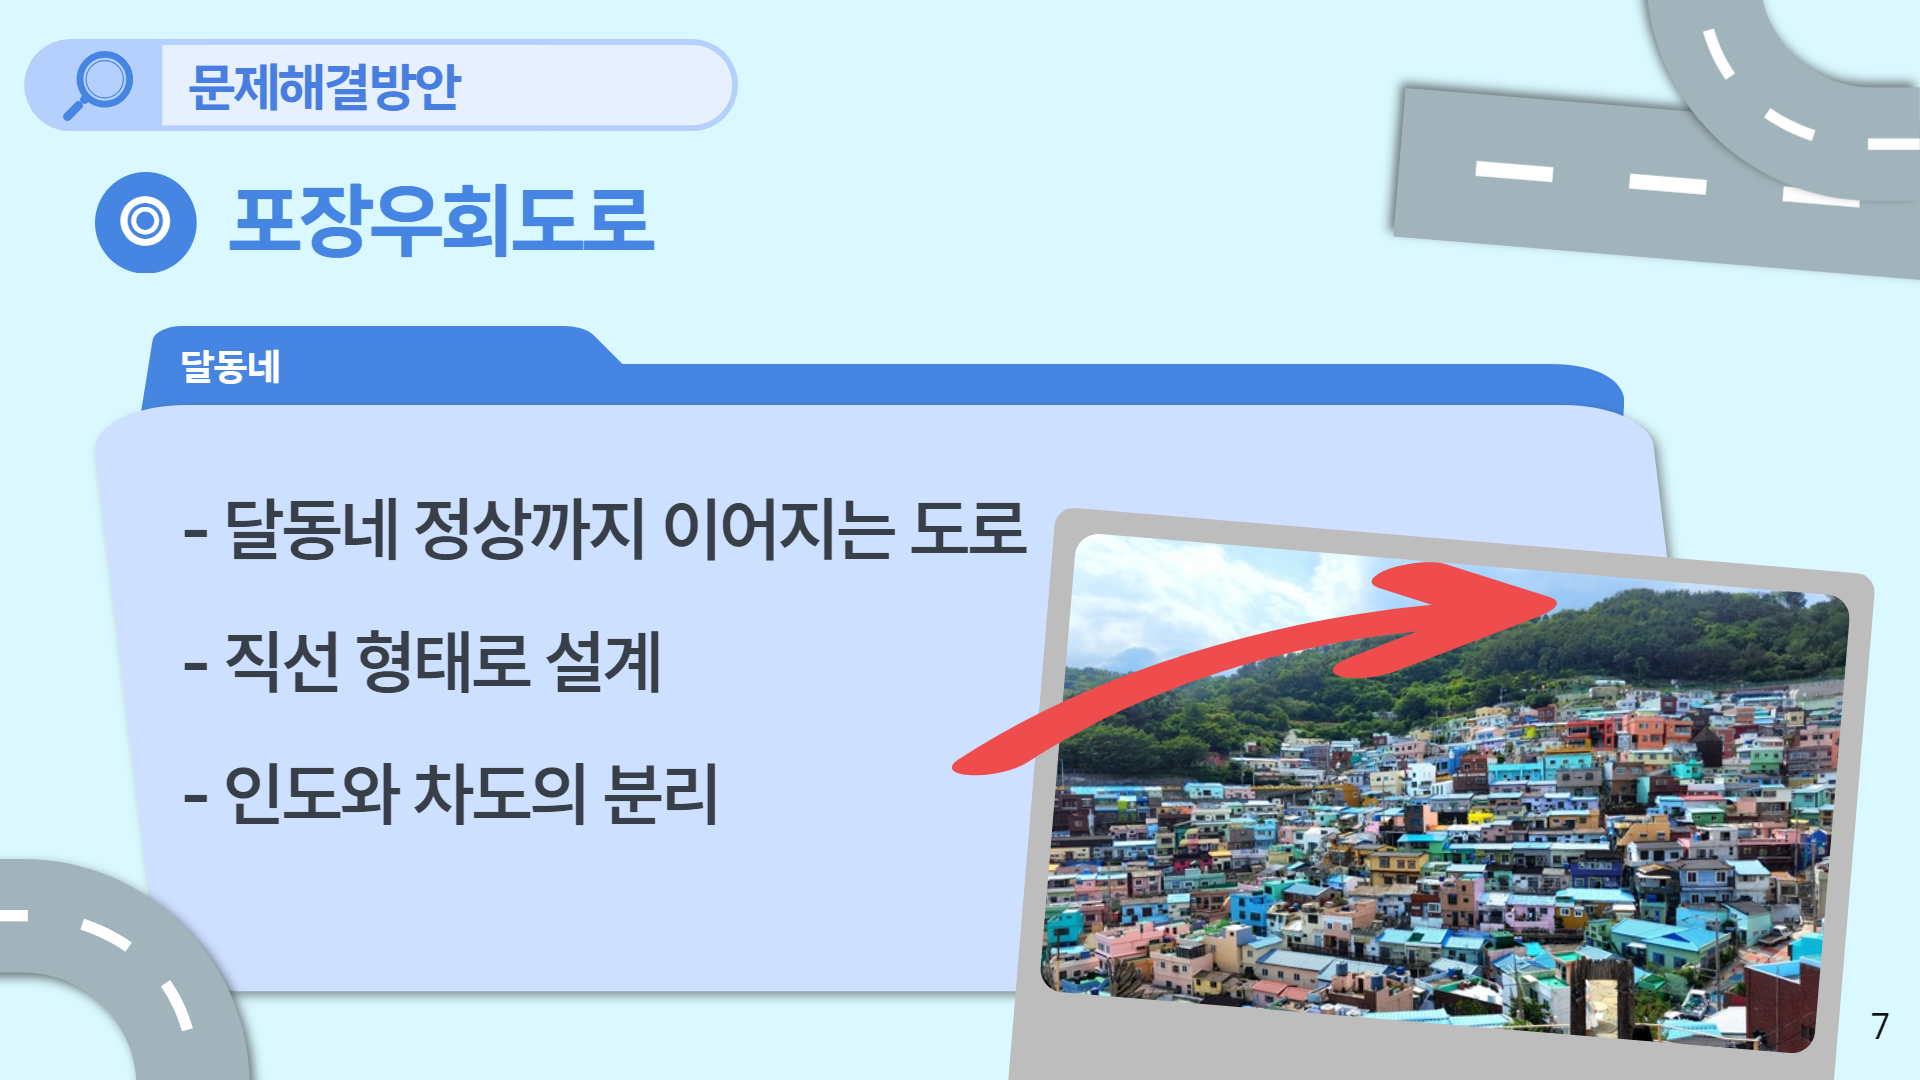 문제해결방안
포장우회도로
달동네
- 달동네 정상까지 이어지는 도로
- 직선 형태로 설계
- 인도와 차도의 분리
7